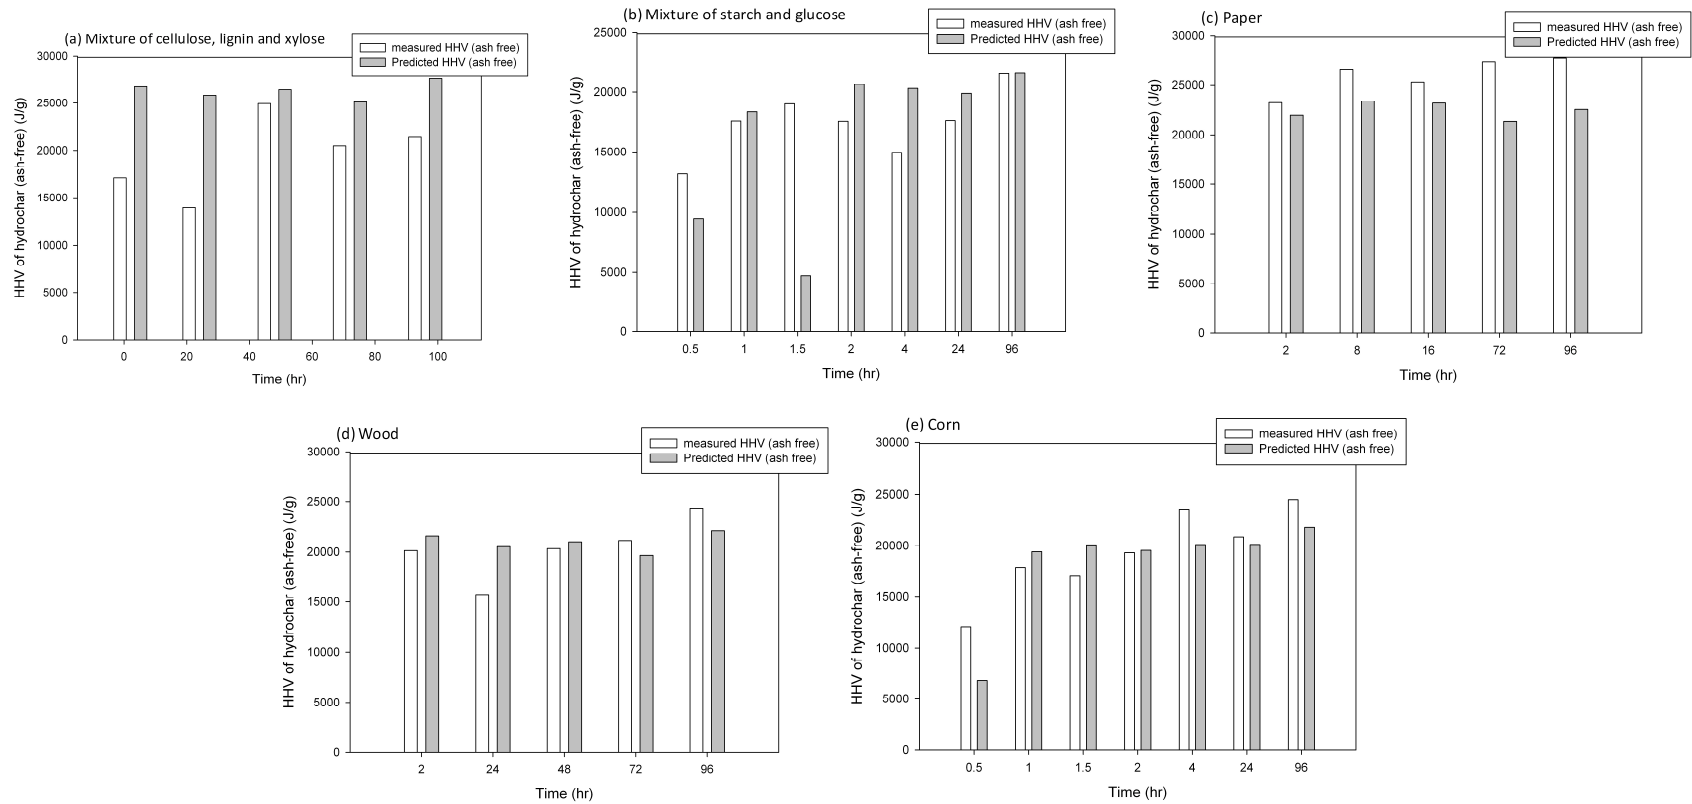 (a) Mixture of cellulose, lignin and xylose
measured HHV (ash free)
Predicted HHV (ash free)
HHV of hydrochar (ash-free) (J/g)
30000
25000
20000
15000
10000
5000
0
0 20 40 60 80 100
Time (hr)
(b) Mixture of starch and glucose
measured HHV (ash free)
Predicted HHV (ash free)
HHV of hydrochar (ash-free) (J/g)
25000
20000
15000
10000
5000
0
0.5 1 1.5 2 4 24 96
Time (hr)
(c) Paper
measured HHV (ash free)
Predicted HHV (ash free)
HHV of hydrochar (ash-free) (J/g)
30000
25000
20000
15000
10000
5000
0
2 8 16 72 96
Time (hr)
(d) Wood
measured HHV (ash free)
Predicted HHV (ash free)
HHV of hydrochar (ash-free) (J/g)
30000
25000
20000
15000
10000
5000
0
2 24 48 72 96
Time (hr)
(e) Corn
measured HHV (ash free)
Predicted HHV (ash free)
HHV of hydrochar (ash-free) (J/g)
30000
25000
20000
15000
10000
5000
0
0.5 1 1.5 2 4 24 96
Time (hr)